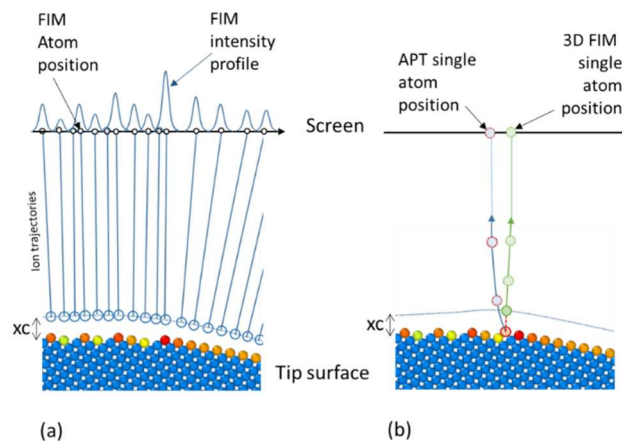 FIM
Atom
position
FIM
intensity
profile
Screen
Ion trajectories
XC
Tip surface
(a)
APT single
atom
position
3D FIM
single
atom
position
XC
(b)